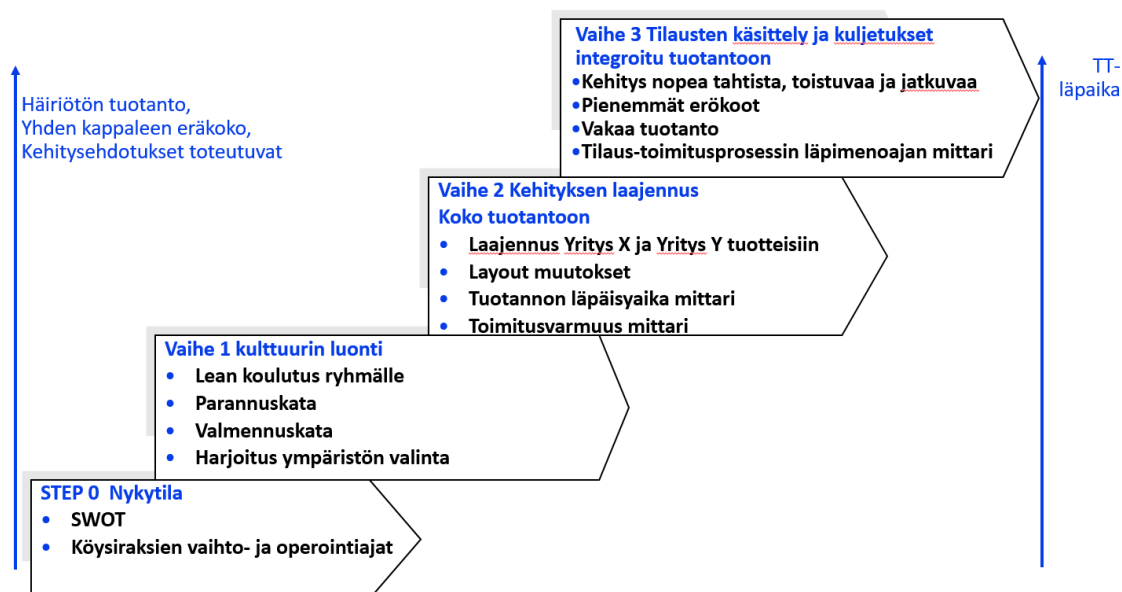 Vaihe 3 Tilausten käsittely ja kuljetukset
integroitu tuotantoon
•Kehitys nopea tahtista, toistuvaa ja jatkuvaa
•Pienemmät eräkoot
•Vakaa tuotanto
•Tilaus-toimitusprosessin läpimenoajan mittari
TT-
läpaika
Häiriötön tuotanto,
Yhden kappaleen eräkoko,
Kehitysehdotukset toteutuvat
Vaihe 2 Kehityksen laajennus
Koko tuotantoon
• Laajennus Yritys X ja Yritys Y tuotteisiin
• Layout muutokset
• Tuotannon läpäisyaika mittari
• Toimitusvarmuus mittari
Vaihe 1 kulttuurin luonti
• Lean koulutus ryhmälle
• Parannuskata
• Valmennuskata
• Harjoitus ympäristön valinta
STEP 0 Nykytila
• SWOT
• Köysiraksien vaihto- ja operointiajat